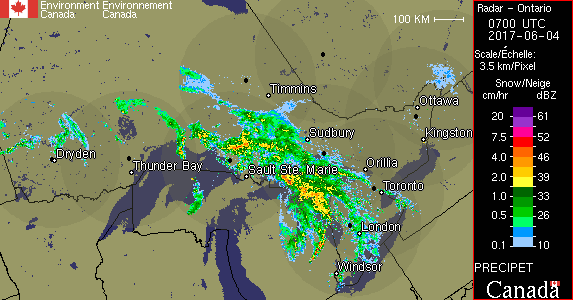 Environment Environnement
Canada Canada
100 KM
Timmins
Ottawa
Sudbury
Kingston
Dryden
Thunder Bay
Sault Ste. Marie
Orillia
Toronto
London
Windsor
Radar - Ontario
0700 UTC
2017-06-04
Scale/Échelle:
3.5 km/Pixel
Snow/Neige
cm/hr dBZ
20 61
7.5 52
4.0 46
2.0 39
1.0 33
0.5 26
0.1 10
PRECIPET
Canada